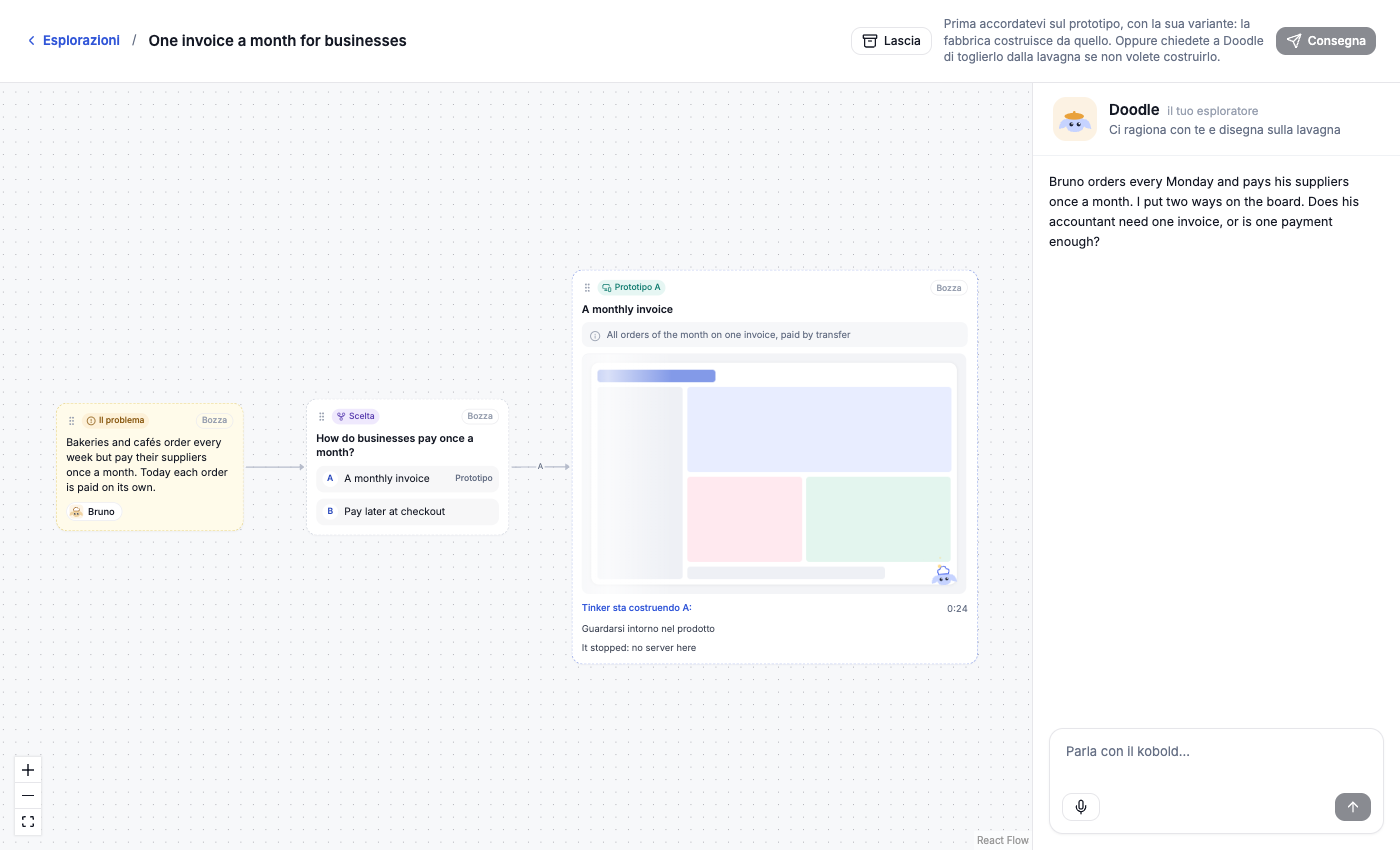 Esplorazioni / One invoice a month for businesses
Lascia
Prima accordatevi sul prototipo, con la sua variante: la
fabbrica costruisce da quello. Oppure chiedete a Doodle
di toglierlo dalla lavagna se non volete costruirlo.
Consegna
Doodle il tuo esploratore
Ci ragiona con te e disegna sulla lavagna
Bruno orders every Monday and pays his suppliers
once a month. I put two ways on the board. Does his
accountant need one invoice, or is one payment
enough?
Il problema Bozza
Bakeries and cafés order every
week but pay their suppliers
once a month. Today each order
is paid on its own.
Bruno
Scelta Bozza
How do businesses pay once a
month?
A A monthly invoice Prototipo
B Pay later at checkout
A
Prototipo A Bozza
A monthly invoice
All orders of the month on one invoice, paid by transfer
Tinker sta costruendo A: 0:24
Guardarsi intorno nel prodotto
It stopped: no server here
Parla con il kobold...
React Flow